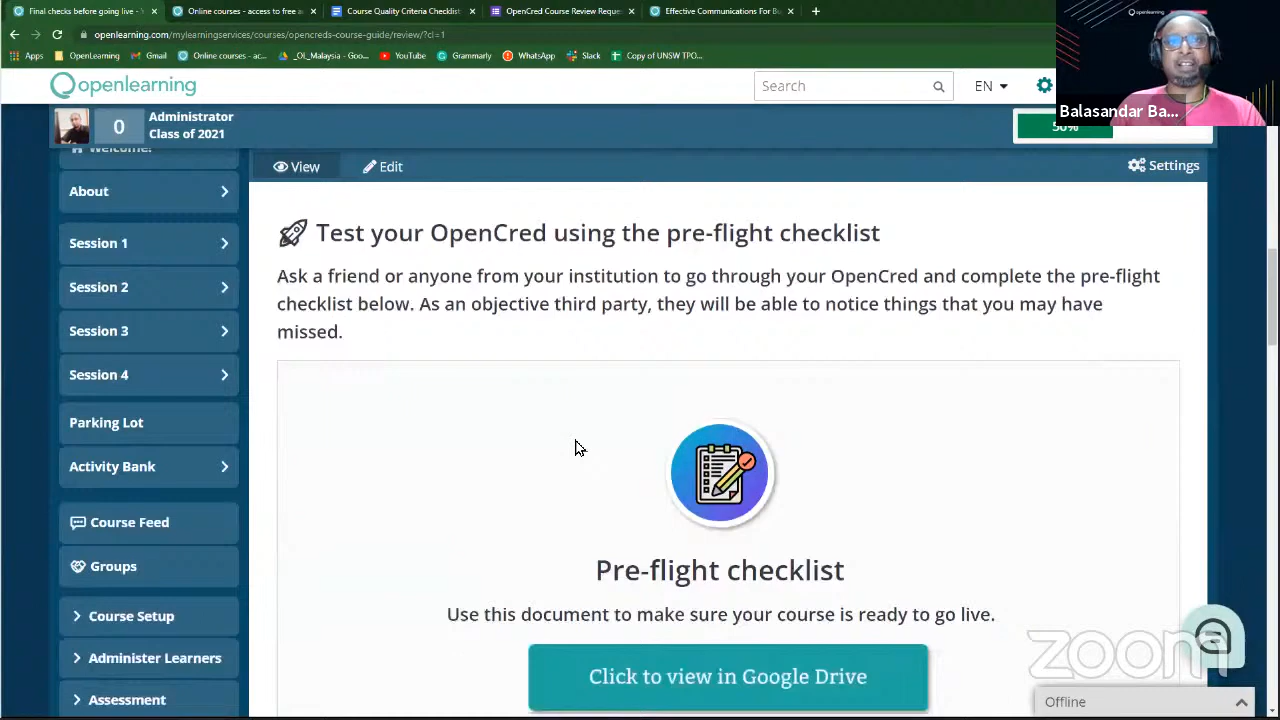 Final checks before going live -
Online courses - access to free a
Course Quality Criteria Checklist
OpenCred Course Review Reque
Effective Communications For Bu
openlearning.com/mylearningservices/courses/opencreds-course-guide/review/?cl=1
Apps
OpenLearning
Gmail
Online courses - ac...
_OL_Malaysia - Goo...
YouTube
Grammarly
WhatsApp
Slack
Copy of UNSW TPO...
openlearning
Search
EN
Balasandar Ba...
0
Administrator
Class of 2021
50%
Welcome!
View
Edit
Settings
About
Session 1
Session 2
Session 3
Session 4
Parking Lot
Activity Bank
Course Feed
Groups
Course Setup
Administer Learners
Assessment
Test your OpenCred using the pre-flight checklist
Ask a friend or anyone from your institution to go through your OpenCred and complete the pre-flight
checklist below. As an objective third party, they will be able to notice things that you may have
missed.
Pre-flight checklist
Use this document to make sure your course is ready to go live.
Click to view in Google Drive
zoom
Offline